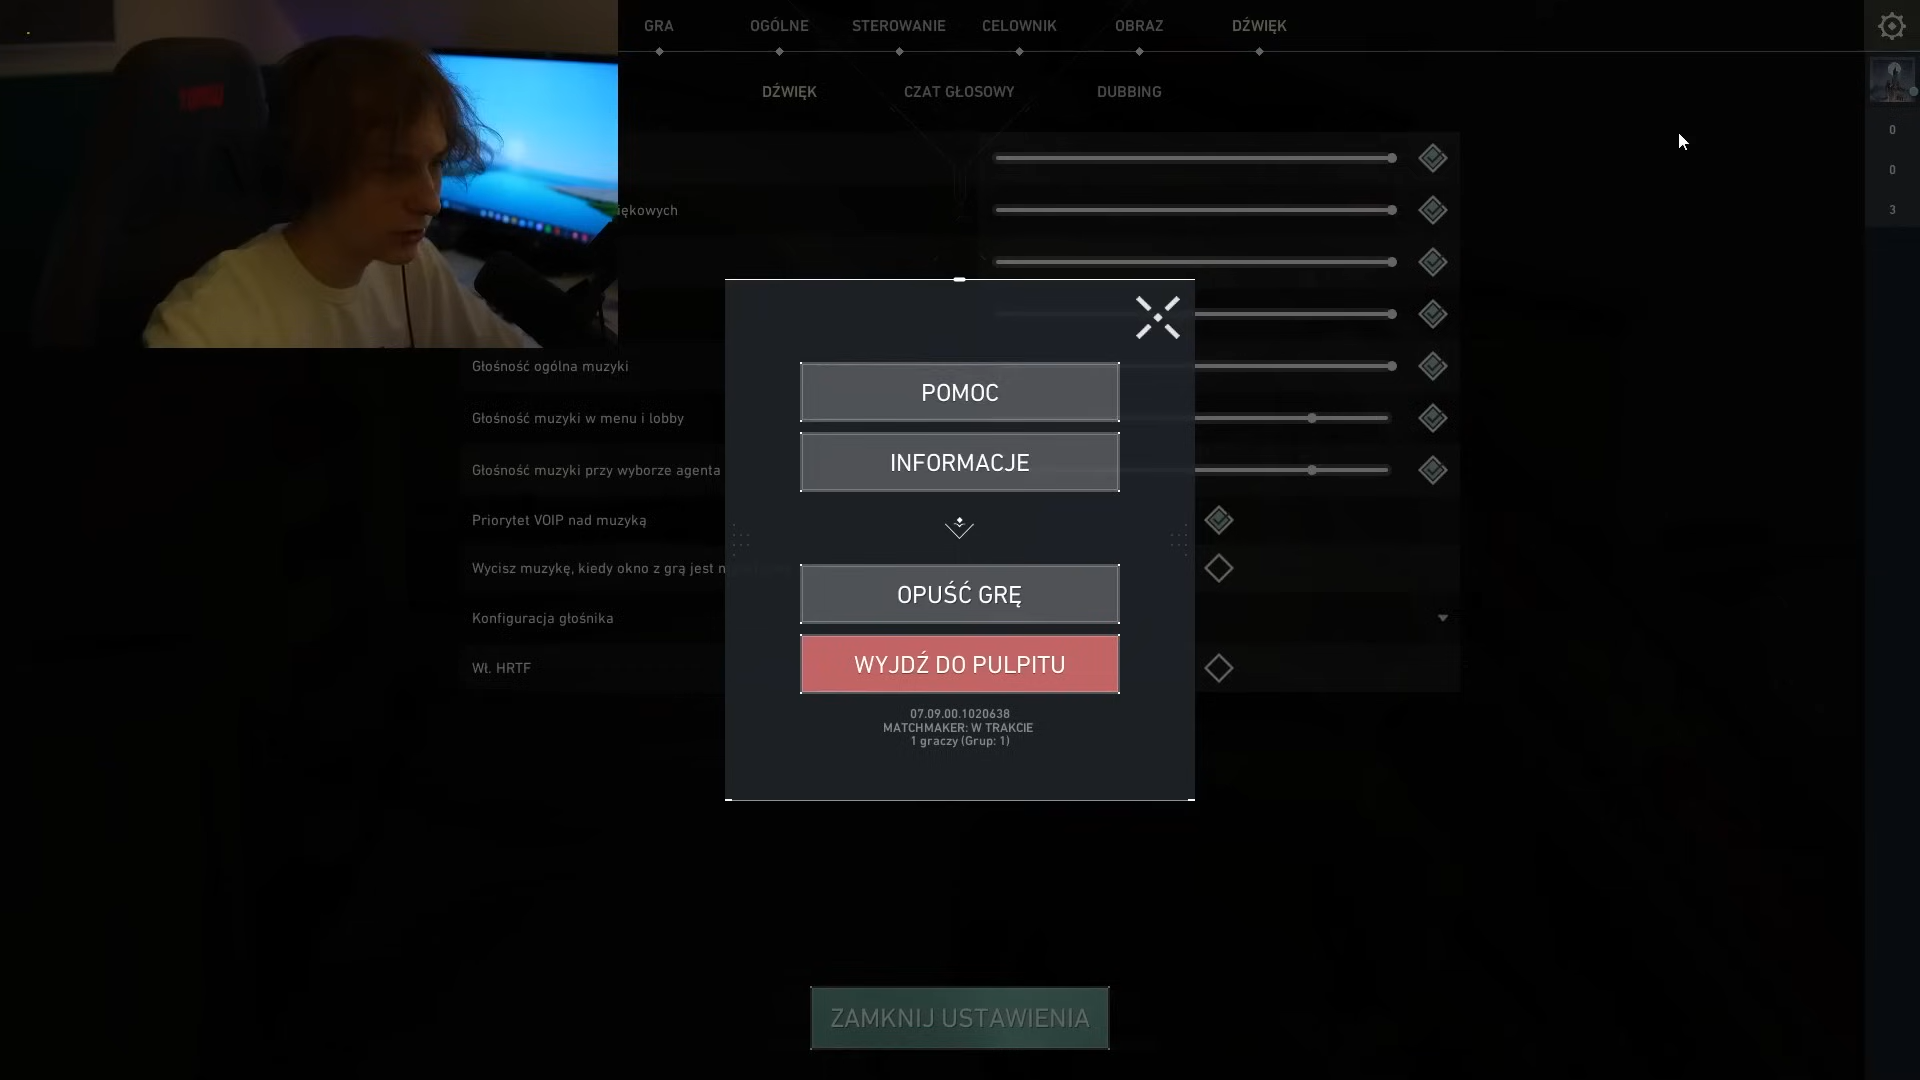 GRA OGÓLNE STEROWANIE CELOWNIK OBRAZ DŹWIĘK
DŹWIĘK CZAT GŁOSOWY DUBBING
0
0
3
POMOC
INFORMACJE
OPUŚĆ GRĘ
WYJDŹ DO PULPITU
07.09.00.1020638
MATCHMAKER: W TRAKCIE
1 graczy (Grup: 1)
Głośność ogólna muzyki
Głośność muzyki w menu i lobby
Głośność muzyki przy wyborze agenta
Priorytet VOIP nad muzyką
Wycisz muzykę, kiedy okno z grą jest
Konfiguracja głośnika
Wł. HRTF
ZAMKNIJ USTAWIENIA